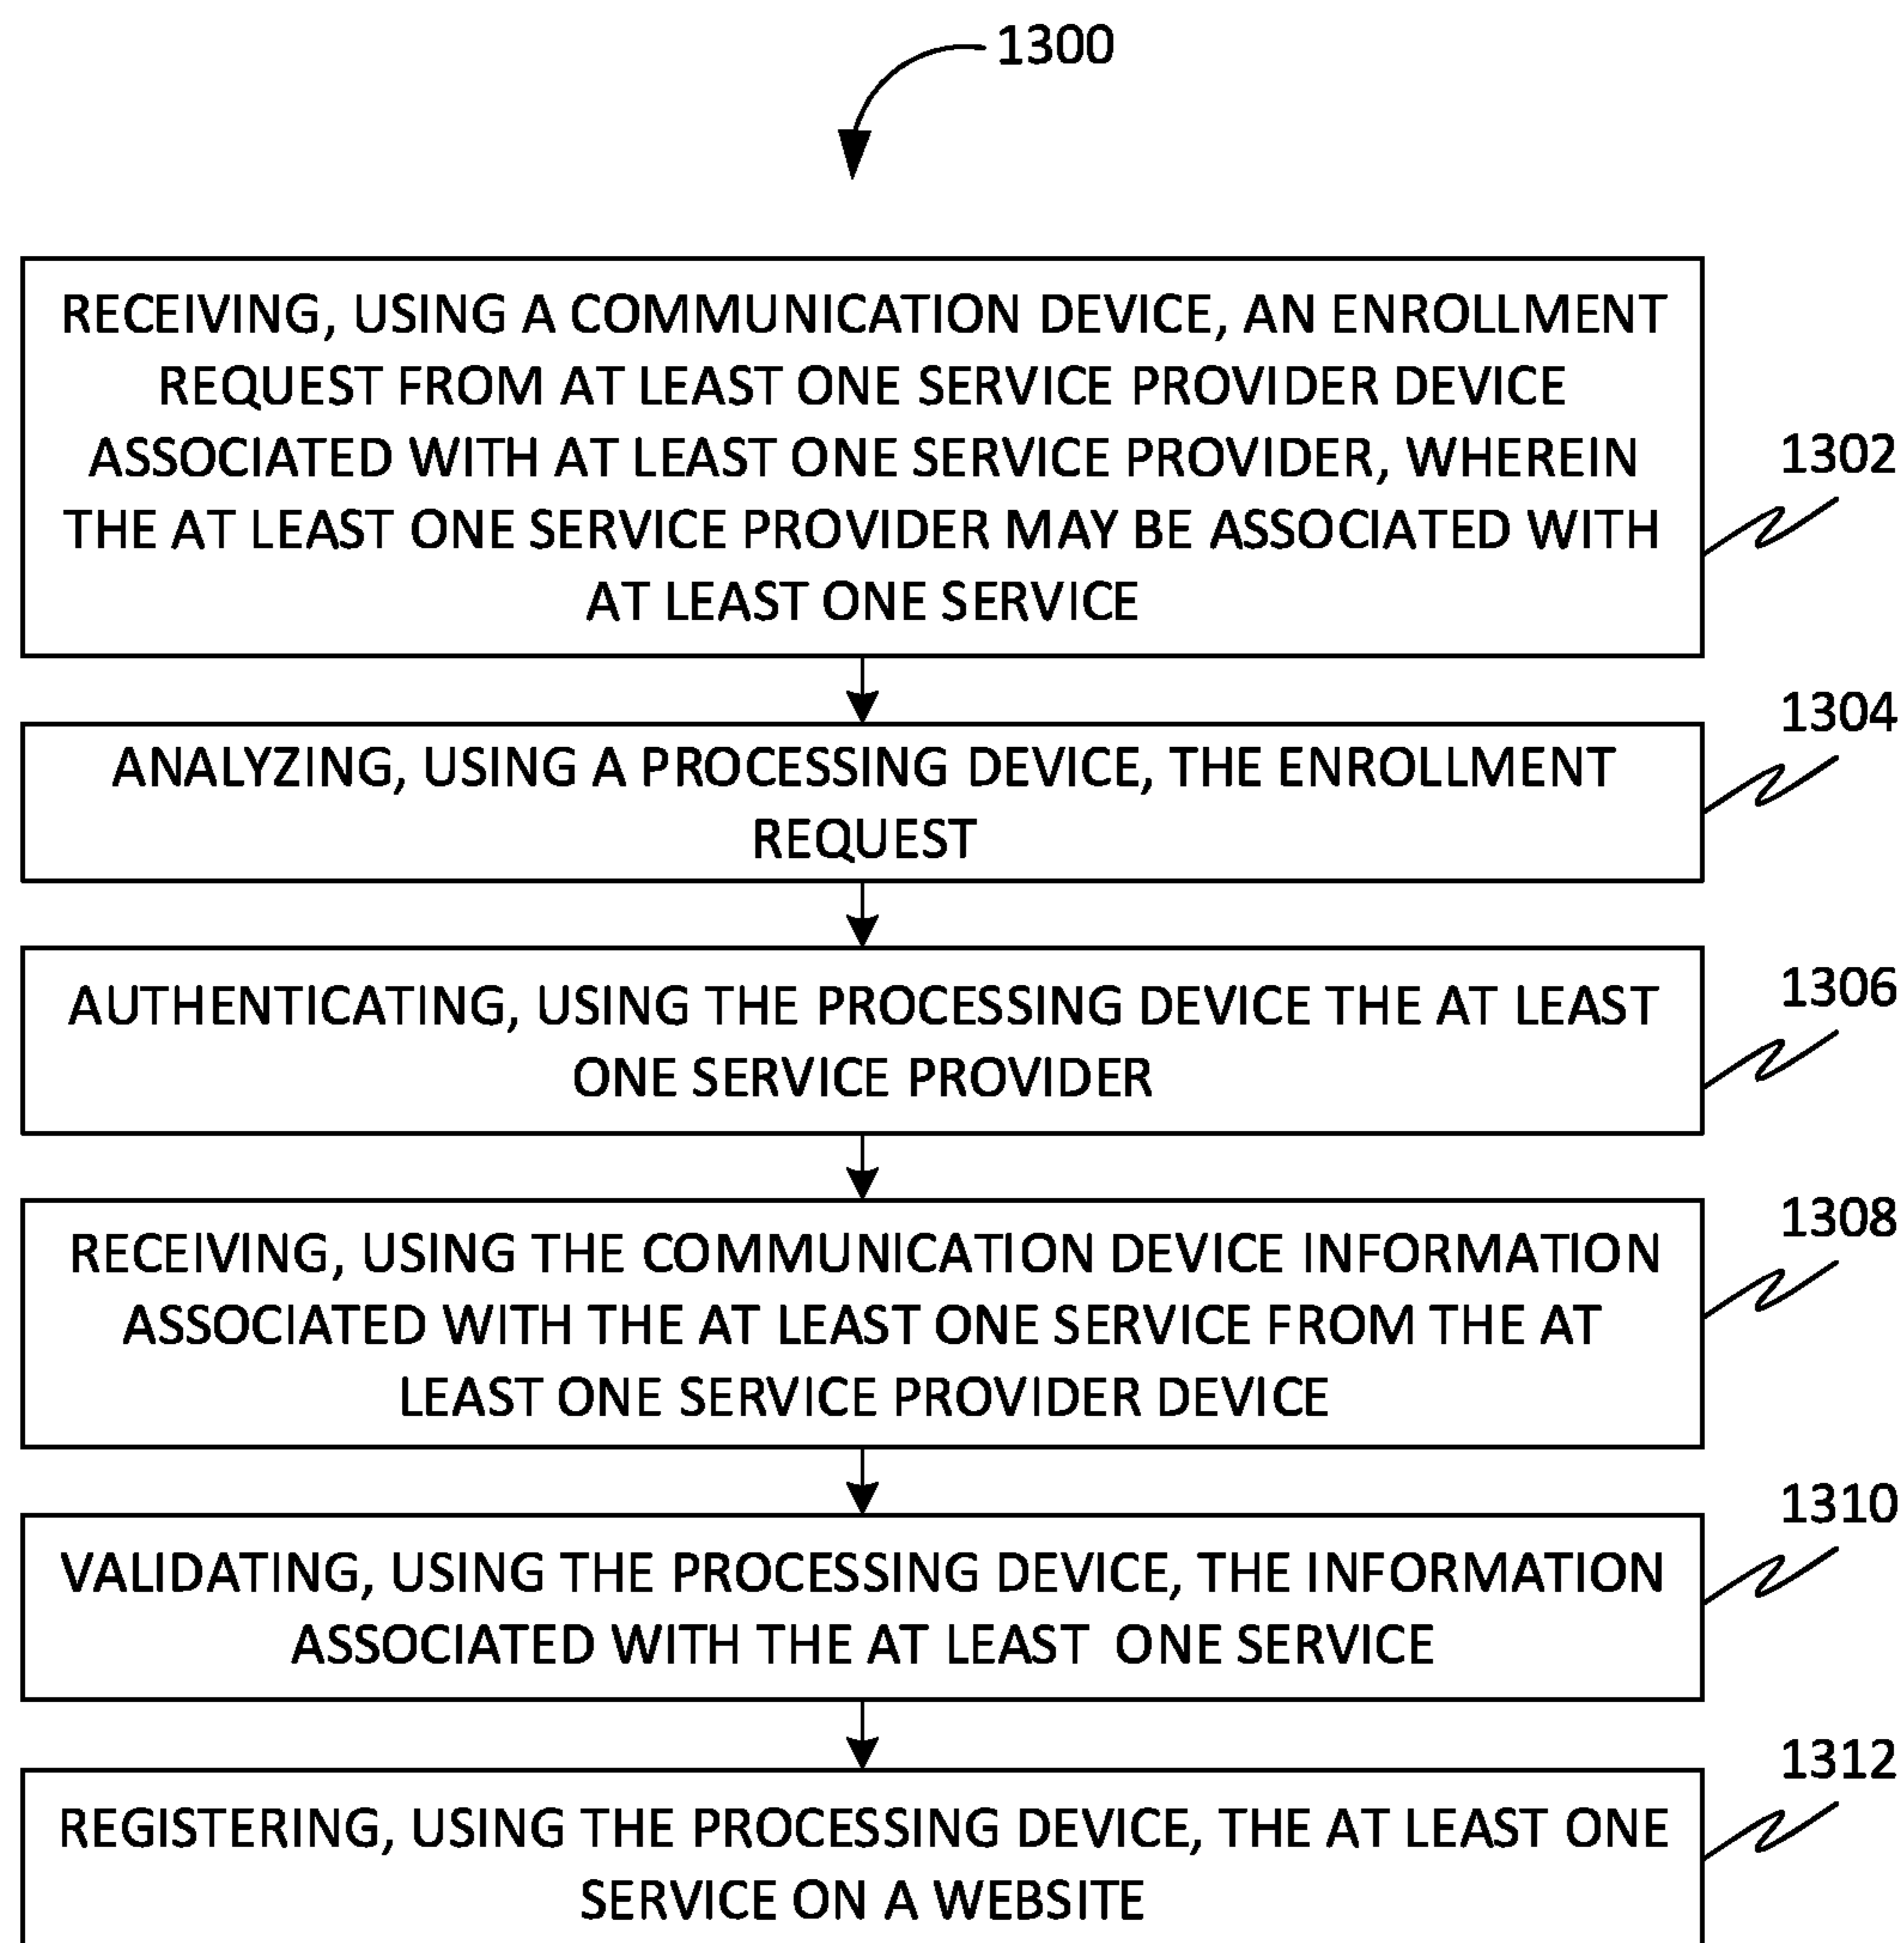 1300
RECEIVING, USING A COMMUNICATION DEVICE, AN ENROLLMENT
REQUEST FROM AT LEAST ONE SERVICE PROVIDER DEVICE
ASSOCIATED WITH AT LEAST ONE SERVICE PROVIDER, WHEREIN
THE AT LEAST ONE SERVICE PROVIDER MAY BE ASSOCIATED WITH
AT LEAST ONE SERVICE
1302
ANALYZING, USING A PROCESSING DEVICE, THE ENROLLMENT
REQUEST
1304
AUTHENTICATING, USING THE PROCESSING DEVICE THE AT LEAST
ONE SERVICE PROVIDER
1306
RECEIVING, USING THE COMMUNICATION DEVICE INFORMATION
ASSOCIATED WITH THE AT LEAST ONE SERVICE FROM THE AT
LEAST ONE SERVICE PROVIDER DEVICE
1308
VALIDATING, USING THE PROCESSING DEVICE, THE INFORMATION
ASSOCIATED WITH THE AT LEAST ONE SERVICE
1310
REGISTERING, USING THE PROCESSING DEVICE, THE AT LEAST ONE
SERVICE ON A WEBSITE
1312